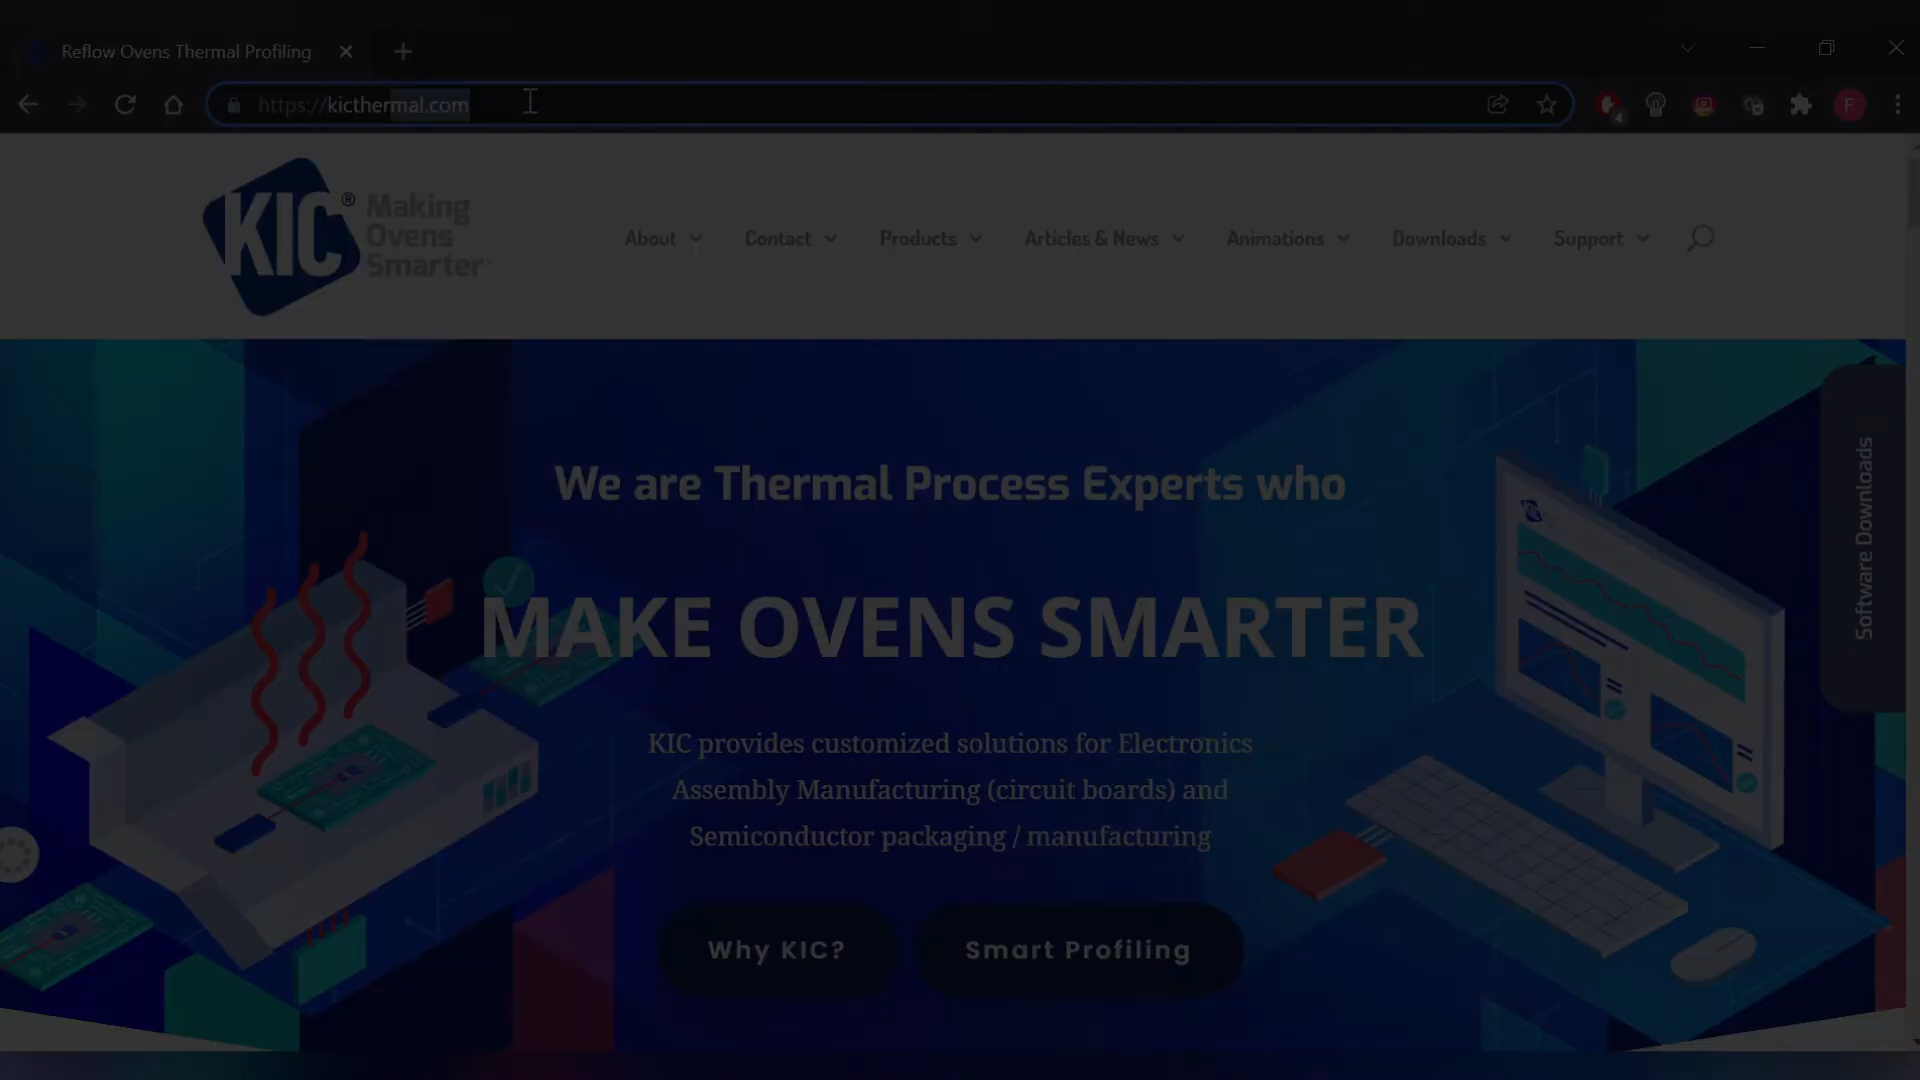 Reflow Ovens Thermal Profiling
https://kicthermal.com
4
F
KIC®
Making
Ovens
Smarter
About
Contact
Products
Articles & News
Animations
Downloads
Support
We are Thermal Process Experts who
MAKE OVENS SMARTER
KIC provides customized solutions for Electronics
Assembly Manufacturing (circuit boards) and
Semiconductor packaging / manufacturing
Why KIC?
Smart Profiling
Software Downloads